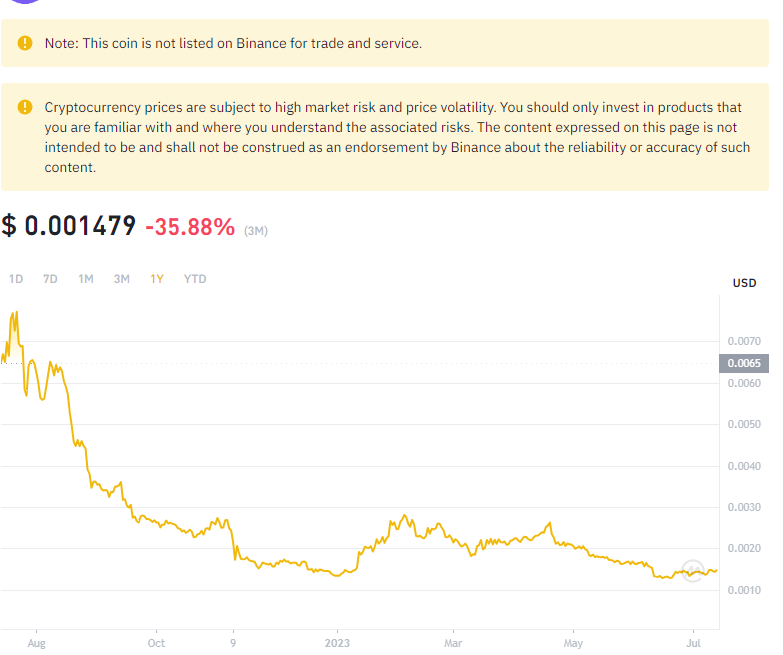 Note: This coin is not listed on Binance for trade and service.
Cryptocurrency prices are subject to high market risk and price volatility. You should only invest in products that
you are familiar with and where you understand the associated risks. The content expressed on this page is not
intended to be and shall not be construed as an endorsement by Binance about the reliability or accuracy of such
content.
$ 0.001479 -35.88% (3M)
1D 7D 1M 3M 1Y YTD
USD
0.0070
0.0065
0.0060
0.0050
0.0040
0.0030
0.0020
0.0010
Aug Oct 9 2023 Mar May Jul